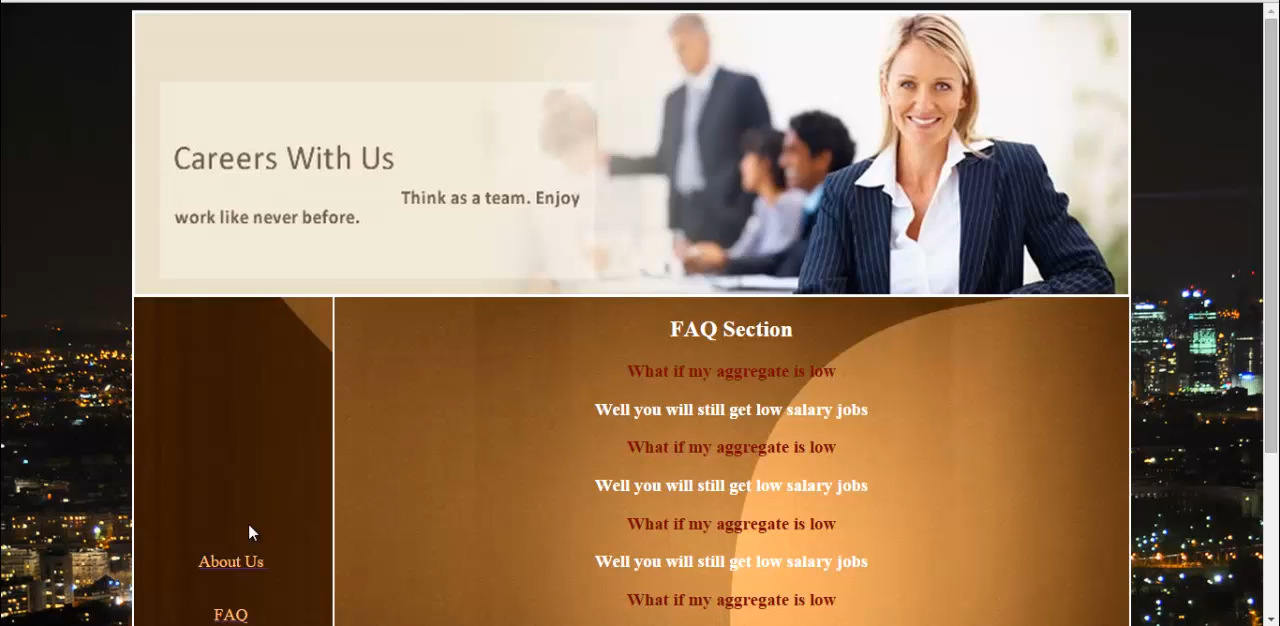 Careers With Us
Think as a team. Enjoy
work like never before.
FAQ Section
What if my aggregate is low
Well you will still get low salary jobs
What if my aggregate is low
Well you will still get low salary jobs
What if my aggregate is low
Well you will still get low salary jobs
What if my aggregate is low
About Us
FAQ